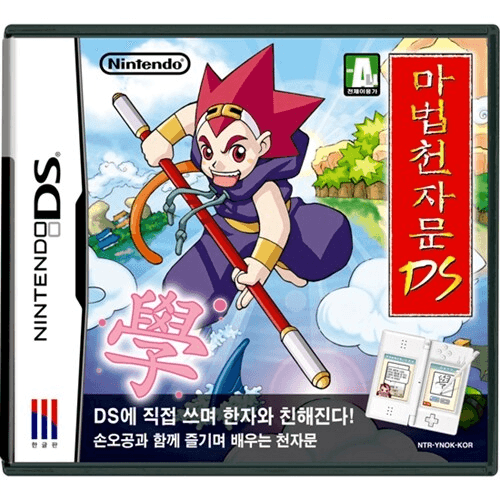 Nintendo
NINTENDO DS
A
전체이용가
마법천자문 DS
學
DS에 직접 쓰며 한자와 친해진다!
손오공과 함께 즐기며 배우는 천자문
한글판
NTR-YNOK-KOR